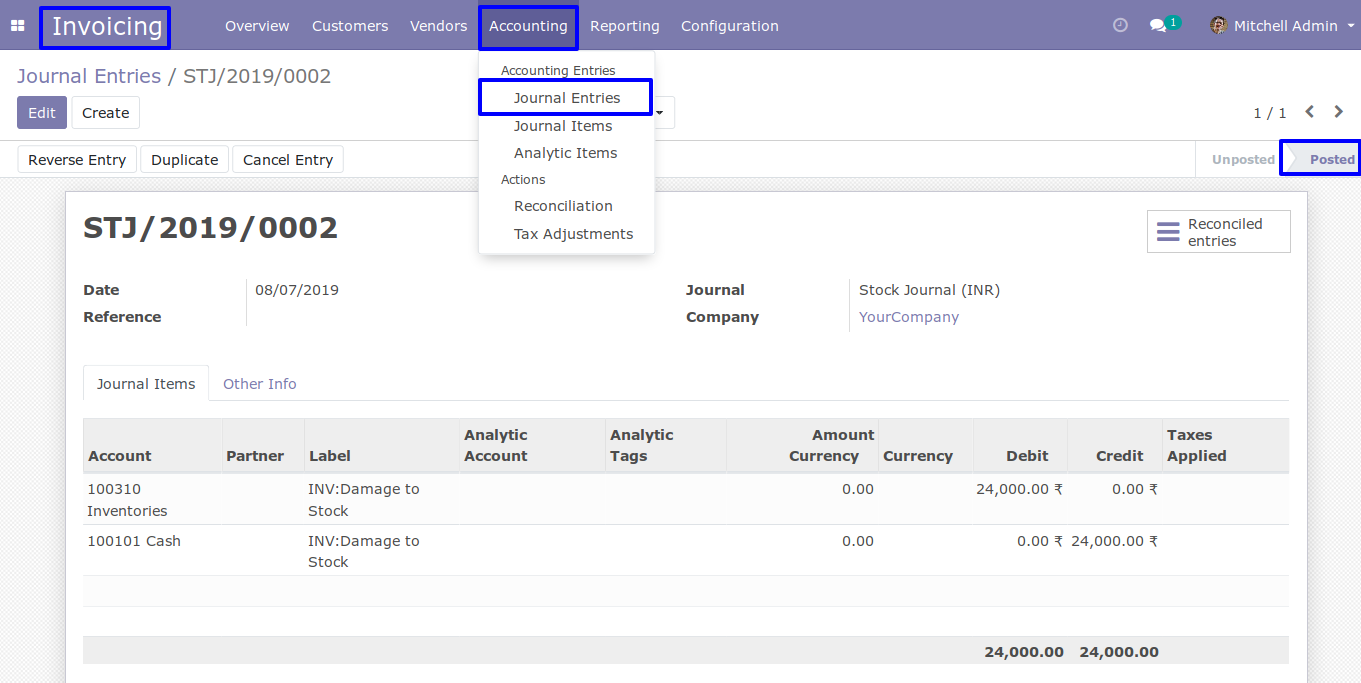 Invoicing Overview Customers Vendors Accounting Reporting Configuration 1 Mitchell Admin
Journal Entries / STJ/2019/0002
Edit Create
1 / 1
Accounting Entries
Journal Entries
Journal Items
Analytic Items
Actions
Reconciliation
Tax Adjustments
Reverse Entry Duplicate Cancel Entry
Unposted Posted
STJ/2019/0002
Reconciled
entries
Date 08/07/2019 Journal Stock Journal (INR)
Reference Company YourCompany
Journal Items Other Info
Analytic Analytic Amount Taxes
Account Partner Label Account Tags Currency Currency Debit Credit Applied
100310 INV:Damage to 0.00 24,000.00 ₹ 0.00 ₹
Inventories Stock
100101 Cash INV:Damage to 0.00 0.00 ₹ 24,000.00 ₹
Stock
24,000.00 24,000.00